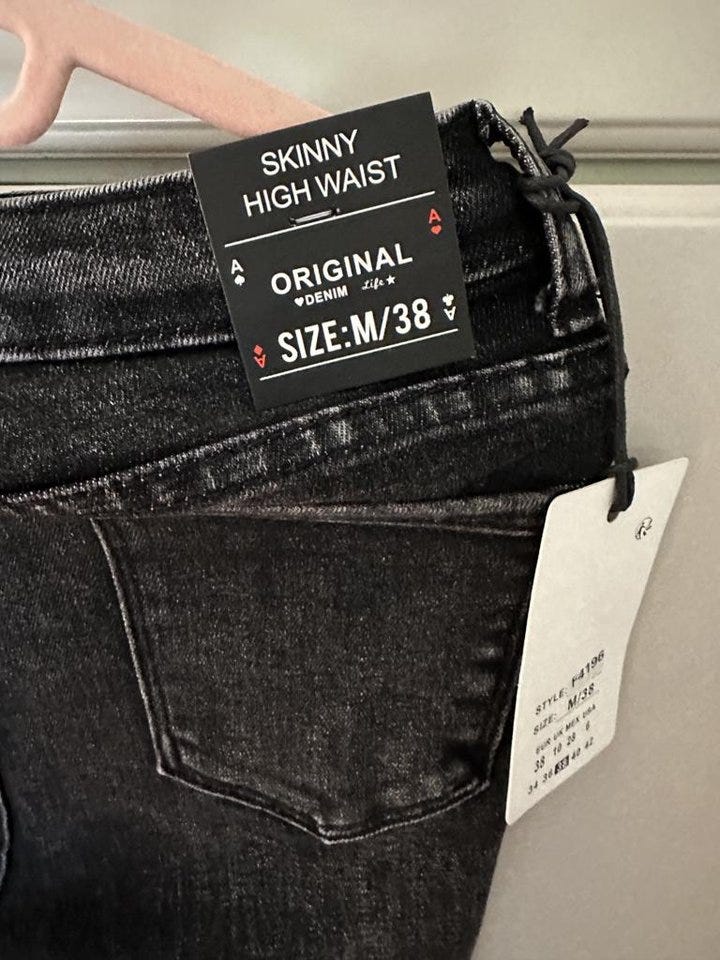 SKINNY
HIGH WAIST
A
A
ORIGINAL
♥DENIM Life★
A
A
SIZE:M/38
STYLE: F4196
SIZE: M/38
EUR UK MEX USA
38 10 28 6
34 36 38 40 42